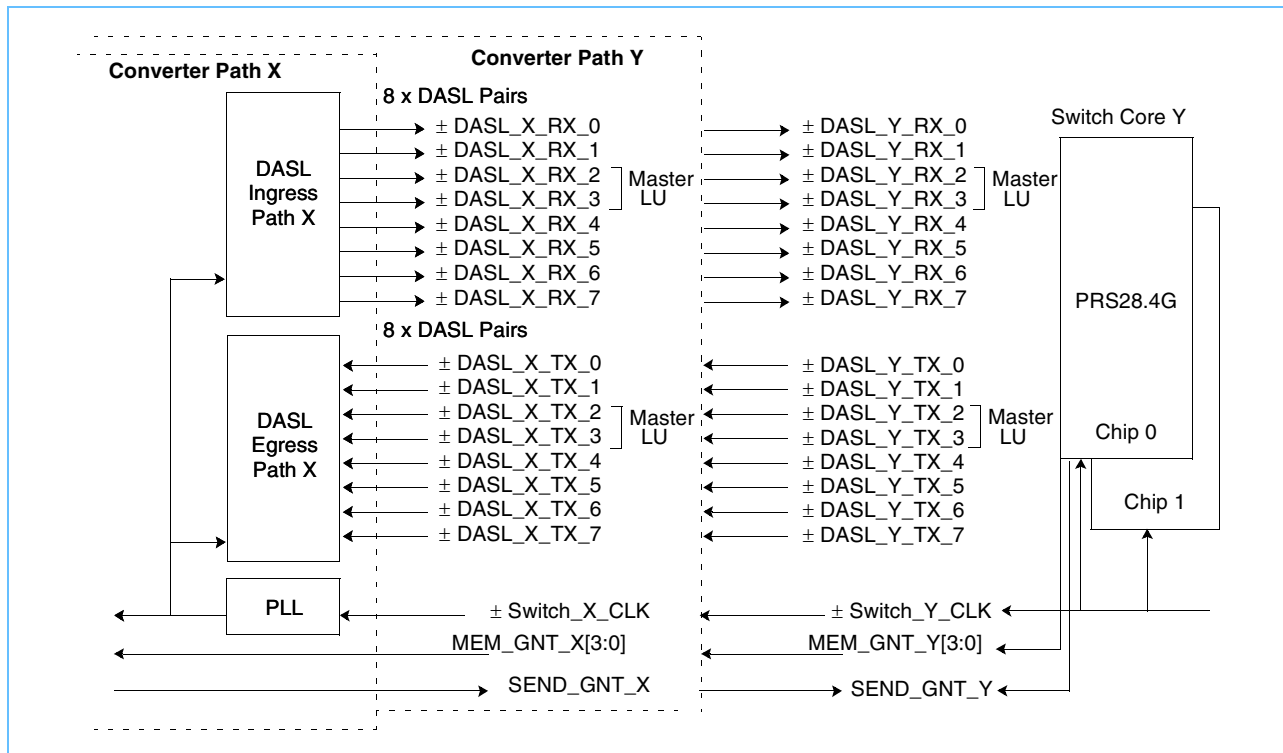 Converter Path X
Converter Path Y
8 x DASL Pairs
DASL
Ingress
Path X
± DASL_X_RX_0
± DASL_X_RX_1
± DASL_X_RX_2
± DASL_X_RX_3
± DASL_X_RX_4
± DASL_X_RX_5
± DASL_X_RX_6
± DASL_X_RX_7
Master
LU
± DASL_Y_RX_0
± DASL_Y_RX_1
± DASL_Y_RX_2
± DASL_Y_RX_3
± DASL_Y_RX_4
± DASL_Y_RX_5
± DASL_Y_RX_6
± DASL_Y_RX_7
Master
LU
Switch Core Y
PRS28.4G
Chip 0
Chip 1
8 x DASL Pairs
DASL
Egress
Path X
± DASL_X_TX_0
± DASL_X_TX_1
± DASL_X_TX_2
± DASL_X_TX_3
± DASL_X_TX_4
± DASL_X_TX_5
± DASL_X_TX_6
± DASL_X_TX_7
Master
LU
± DASL_Y_TX_0
± DASL_Y_TX_1
± DASL_Y_TX_2
± DASL_Y_TX_3
± DASL_Y_TX_4
± DASL_Y_TX_5
± DASL_Y_TX_6
± DASL_Y_TX_7
Master
LU
PLL
± Switch_X_CLK
± Switch_Y_CLK
MEM_GNT_X[3:0]
MEM_GNT_Y[3:0]
SEND_GNT_X
SEND_GNT_Y